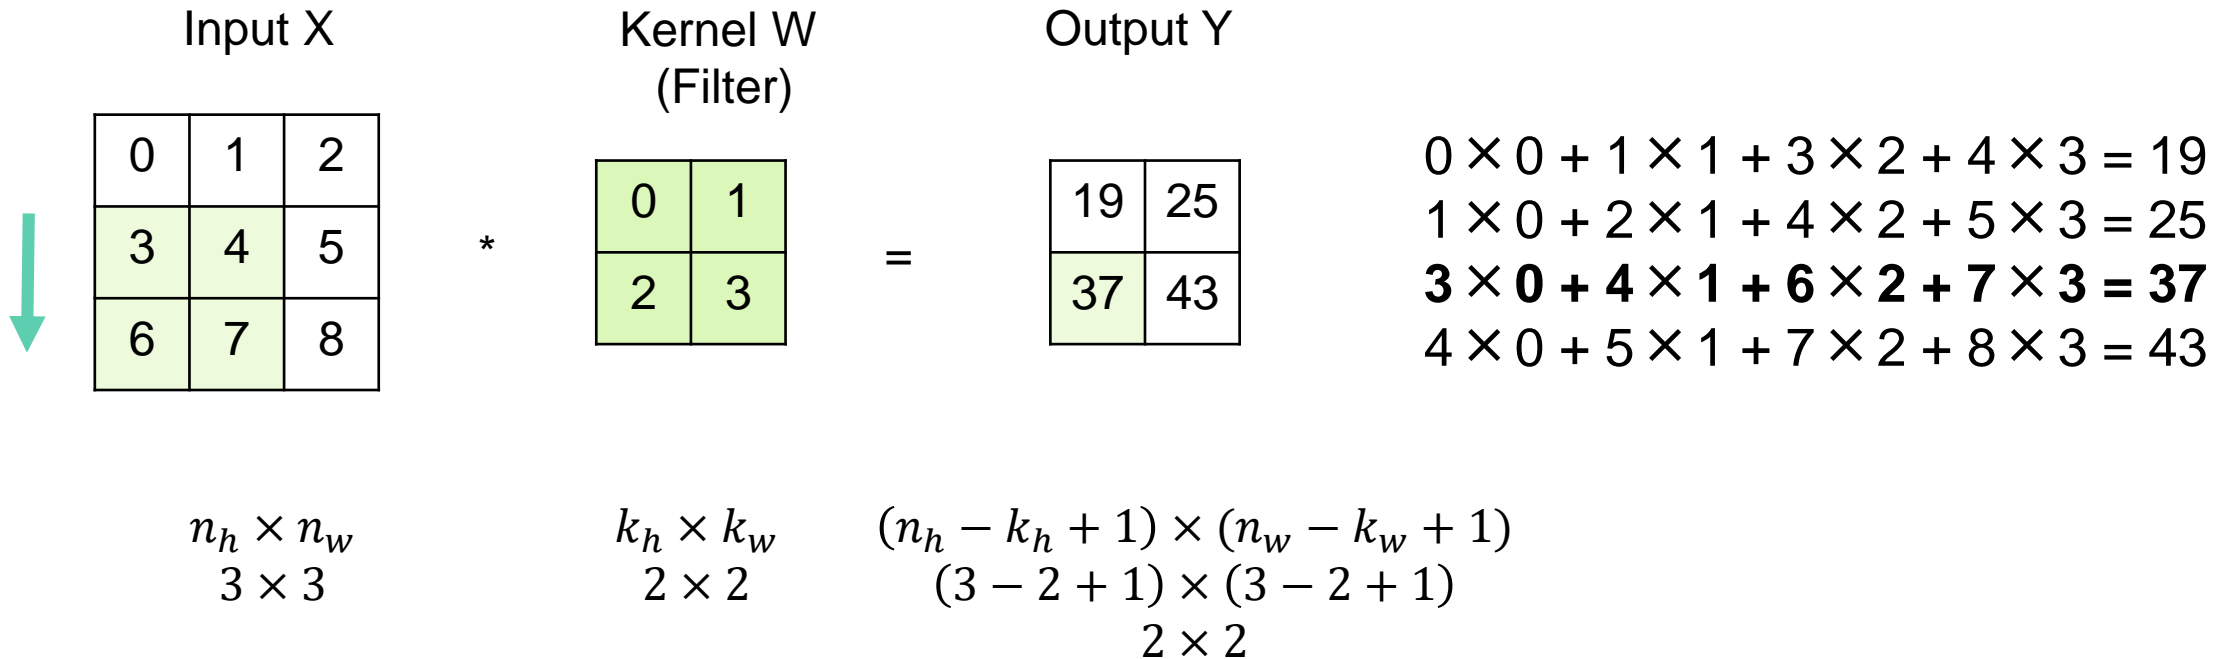 Input X
Kernel W
(Filter)
Output Y
0 1 2
3 4 5
6 7 8
*
0 1
2 3
=
19 25
37 43
0 × 0 + 1 × 1 + 3 × 2 + 4 × 3 = 19
1 × 0 + 2 × 1 + 4 × 2 + 5 × 3 = 25
3 × 0 + 4 × 1 + 6 × 2 + 7 × 3 = 37
4 × 0 + 5 × 1 + 7 × 2 + 8 × 3 = 43
n_h × n_w
3 × 3
k_h × k_w
2 × 2
(n_h − k_h + 1) × (n_w − k_w + 1)
(3 − 2 + 1) × (3 − 2 + 1)
2 × 2